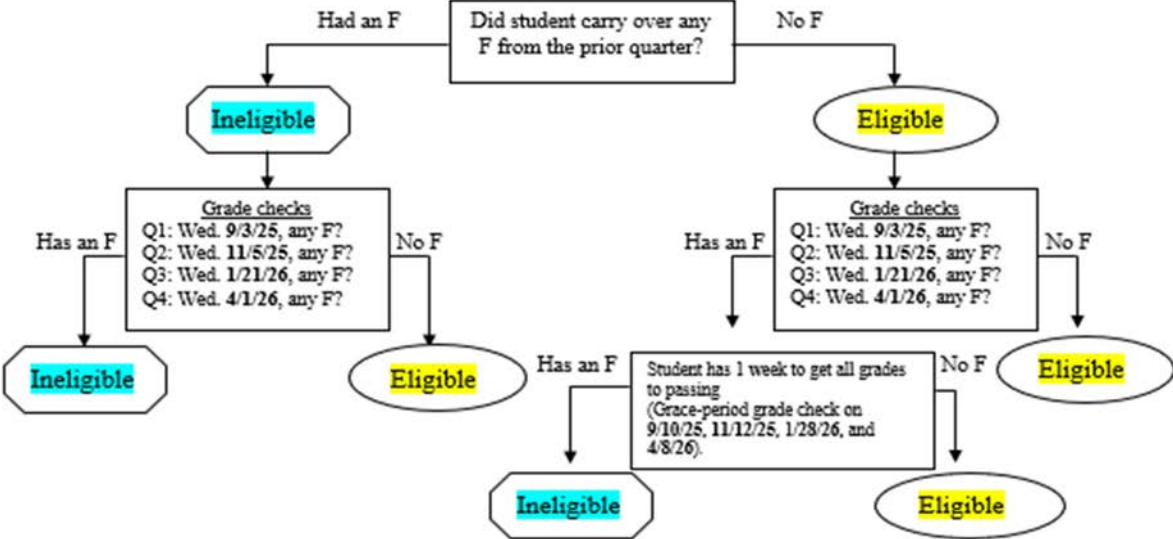 Had an F
Did student carry over any
F from the prior quarter?
No F
Ineligible
Eligible
Has an F
Grade checks
Q1: Wed. 9/3/25, any F?
Q2: Wed. 11/5/25, any F?
Q3: Wed. 1/21/26, any F?
Q4: Wed. 4/1/26, any F?
No F
Has an F
Grade checks
Q1: Wed. 9/3/25, any F?
Q2: Wed. 11/5/25, any F?
Q3: Wed. 1/21/26, any F?
Q4: Wed. 4/1/26, any F?
No F
Ineligible
Eligible
Has an F
Student has 1 week to get all grades
to passing
(Grace-period grade check on
9/10/25, 11/12/25, 1/28/26, and
4/8/26).
No F
Eligible
Ineligible
Eligible